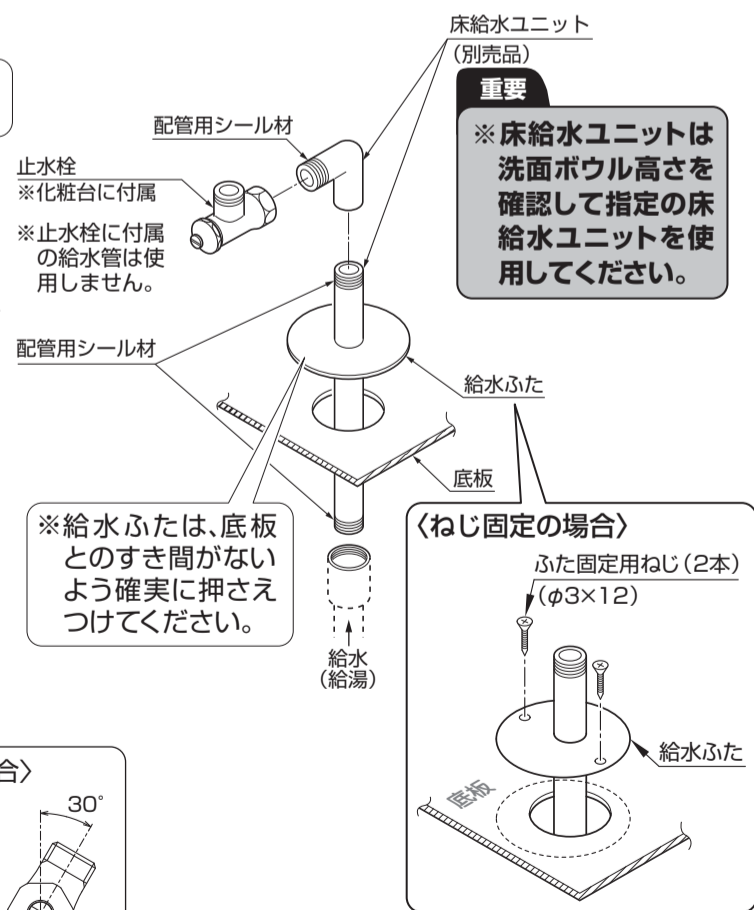 床給水ユニット
(別売品)
重要
※床給水ユニットは
洗面ボウル高さを
確認して指定の床
給水ユニットを使
用してください。
配管用シール材
止水栓
※化粧台に付属
※止水栓に付属
の給水管は使
用しません。
配管用シール材
給水ふた
底板
※給水ふたは、底板
とのすき間がない
よう確実に押さえ
つけてください。
給水
(給湯)
〈ねじ固定の場合〉
ふた固定用ねじ(2本)
(φ3×12)
給水ふた
底板
合〉
30°